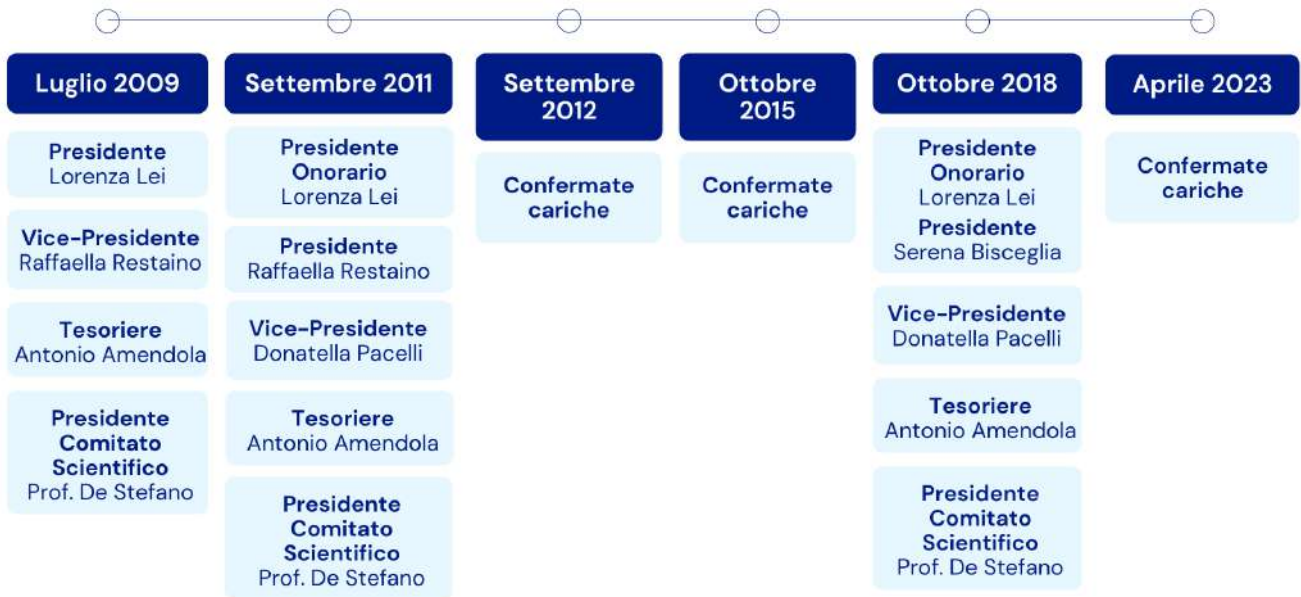 Luglio 2009
Presidente
Lorenza Lei
Vice-Presidente
Raffaella Restaino
Tesoriere
Antonio Amendola
Presidente
Comitato
Scientifico
Prof. De Stefano
Settembre 2011
Presidente
Onorario
Lorenza Lei
Presidente
Raffaella Restaino
Vice-Presidente
Donatella Pacelli
Tesoriere
Antonio Amendola
Presidente
Comitato
Scientifico
Prof. De Stefano
Settembre
2012
Confermate
cariche
Ottobre
2015
Confermate
cariche
Ottobre 2018
Presidente
Onorario
Lorenza Lei
Presidente
Serena Bisceglia
Vice-Presidente
Donatella Pacelli
Tesoriere
Antonio Amendola
Presidente
Comitato
Scientifico
Prof. De Stefano
Aprile 2023
Confermate
cariche